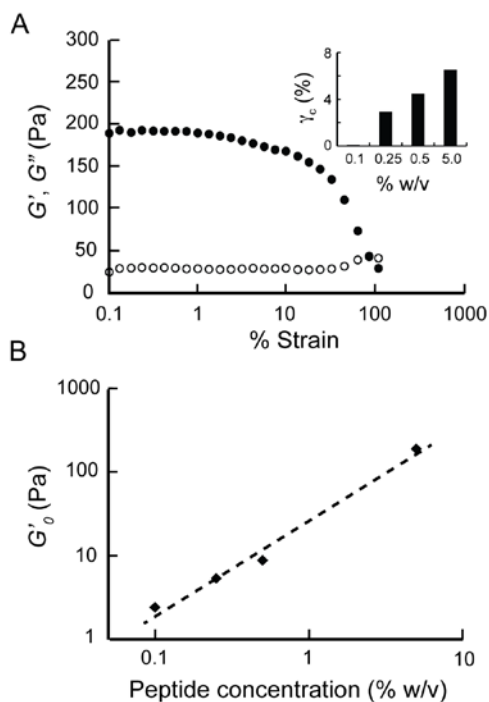 A
300
250
200
150
100
50
0
G', G" (Pa)
0.1 1 10 100 1000
% Strain
8
4
0
γc (%)
0.1 0.25 0.5 5.0
% w/v
B
1000
100
10
1
G'0 (Pa)
0.1 1 10
Peptide concentration (% w/v)